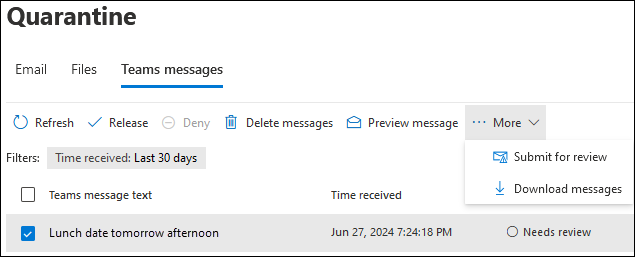 Quarantine
Email Files Teams messages
Refresh Release Deny Delete messages Preview message ··· More
Submit for review
Filters: Time received: Last 30 days
Download messages
Teams message text Time received
Lunch date tomorrow afternoon Jun 27, 2024 7:24:18 PM Needs review